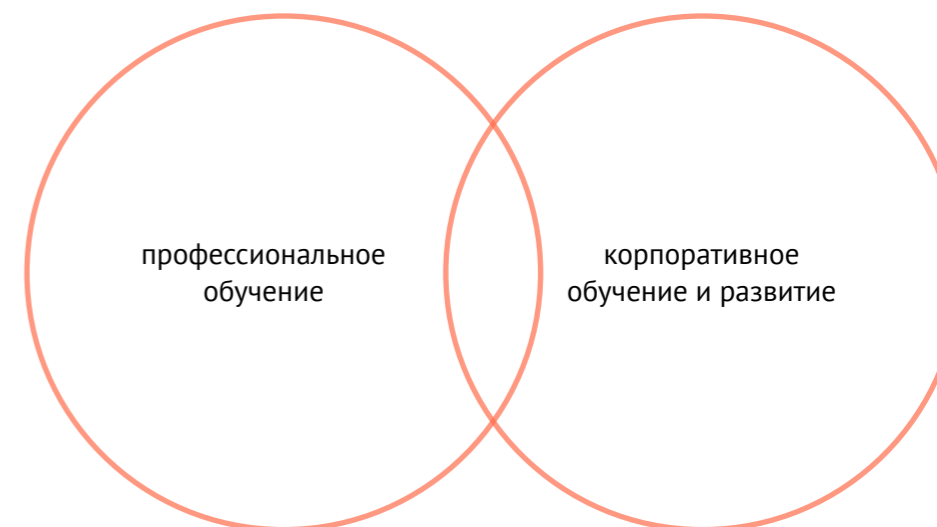 профессиональное
обучение
корпоративное
обучение и развитие